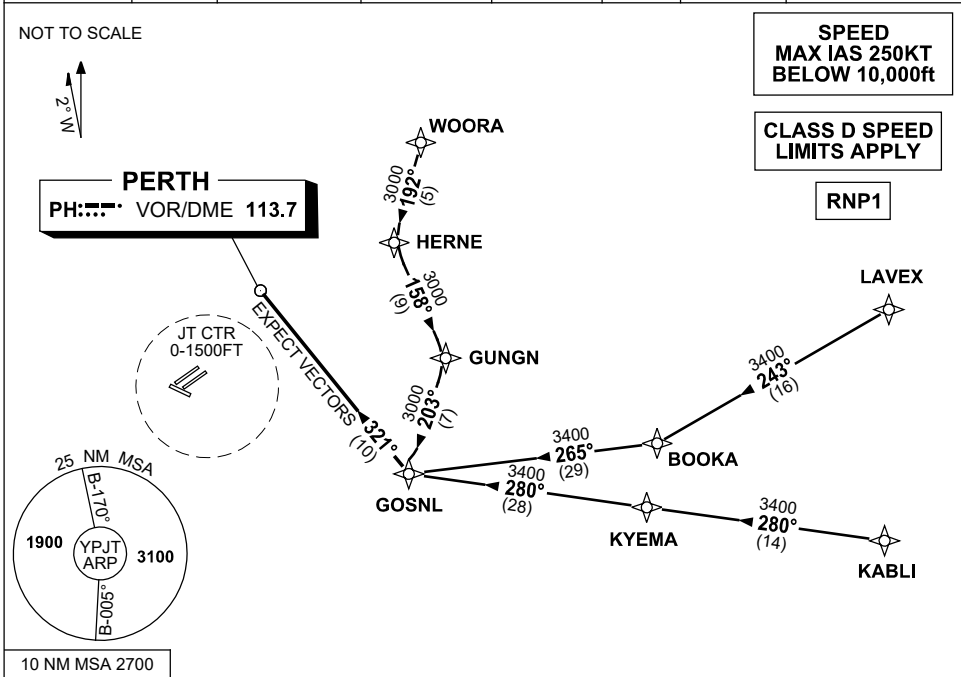 NOT TO SCALE
2° W
SPEED
MAX IAS 250KT
BELOW 10,000ft
CLASS D SPEED
LIMITS APPLY
RNP1
PERTH
PH: VOR/DME 113.7
WOORA
3000
192°
(5)
HERNE
3000
158°
(9)
GUNGN
3000
203°
(7)
LAVEX
3400
243°
(16)
BOOKA
3400
265°
(29)
GOSNL
3400
280°
(28)
KYEMA
3400
280°
(14)
KABLI
EXPECT VECTORS
321°
(10)
JT CTR
0-1500FT
25 NM MSA
B-170°
1900
YPJT
ARP
3100
B-005°
10 NM MSA 2700